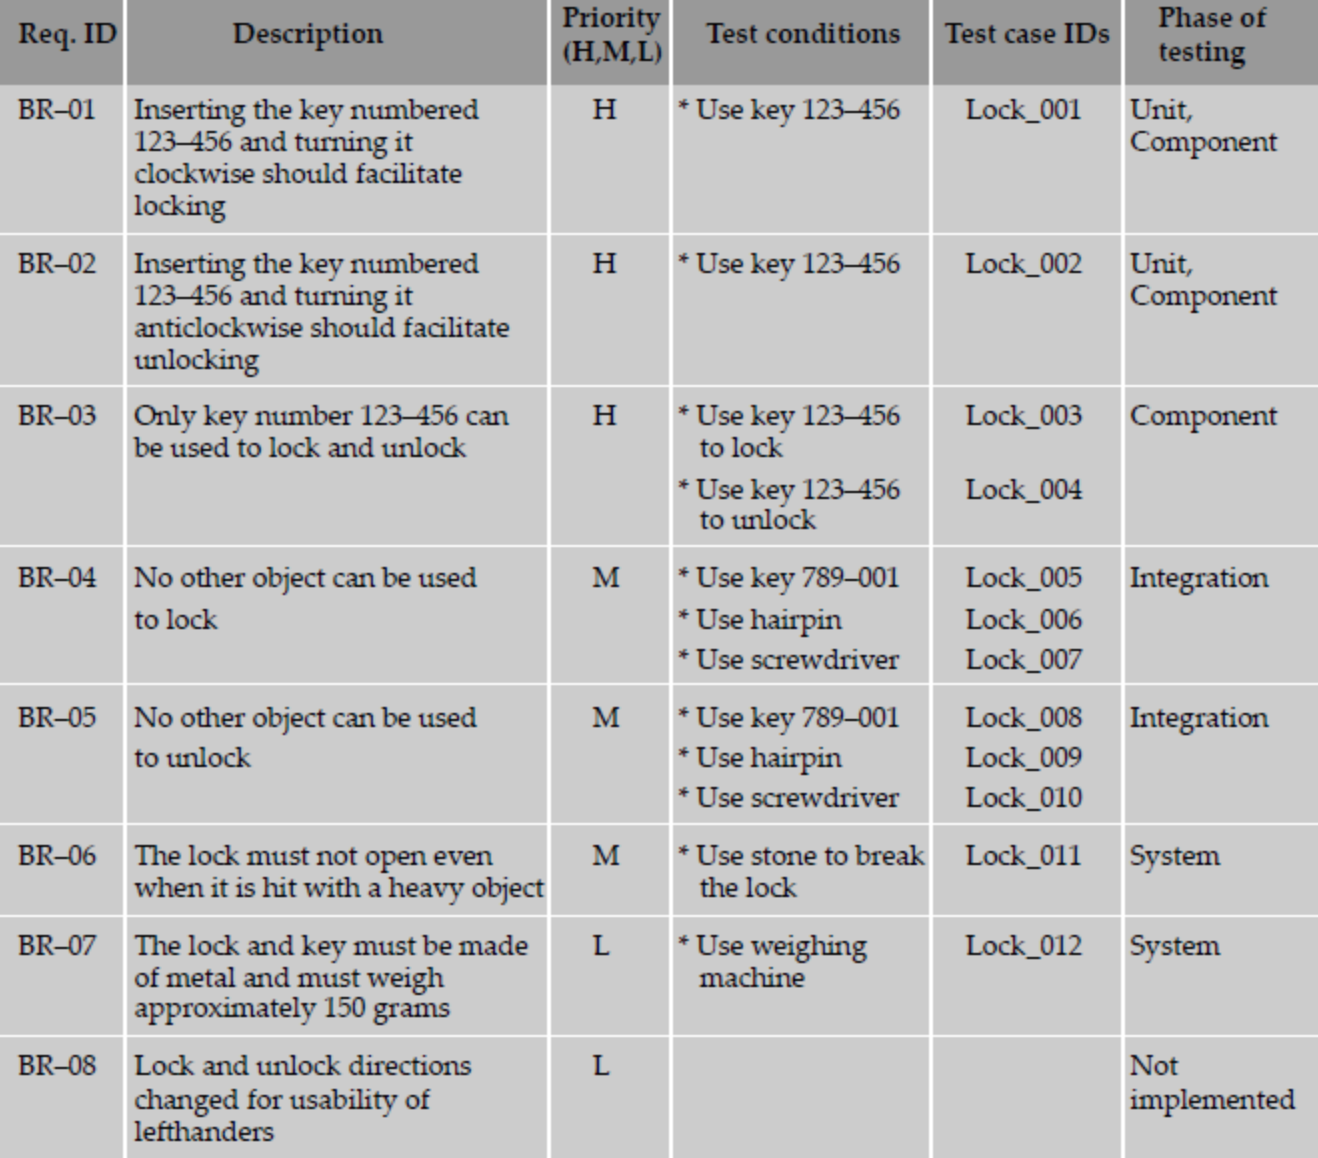 Req. ID Description Priority (H,M,L) Test conditions Test case IDs Phase of testing
BR–01 Inserting the key numbered H * Use key 123–456 Lock_001 Unit,
123–456 and turning it Component
clockwise should facilitate
locking
BR–02 Inserting the key numbered H * Use key 123–456 Lock_002 Unit,
123–456 and turning it Component
anticlockwise should facilitate
unlocking
BR–03 Only key number 123–456 can H * Use key 123–456 Lock_003 Component
be used to lock and unlock to lock
* Use key 123–456 Lock_004
to unlock
BR–04 No other object can be used M * Use key 789–001 Lock_005 Integration
to lock * Use hairpin Lock_006
* Use screwdriver Lock_007
BR–05 No other object can be used M * Use key 789–001 Lock_008 Integration
to unlock * Use hairpin Lock_009
* Use screwdriver Lock_010
BR–06 The lock must not open even M * Use stone to break Lock_011 System
when it is hit with a heavy object the lock
BR–07 The lock and key must be made L * Use weighing Lock_012 System
of metal and must weigh machine
approximately 150 grams
BR–08 Lock and unlock directions L Not
changed for usability of implemented
lefthanders